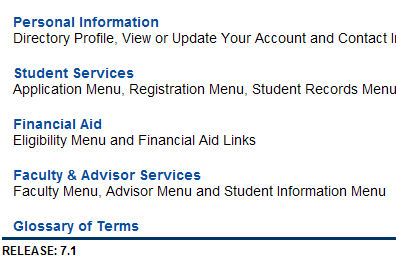 Personal Information
Directory Profile, View or Update Your Account and Contact
Student Services
Application Menu, Registration Menu, Student Records Menu
Financial Aid
Eligibility Menu and Financial Aid Links
Faculty & Advisor Services
Faculty Menu, Advisor Menu and Student Information Menu
Glossary of Terms
RELEASE: 7.1